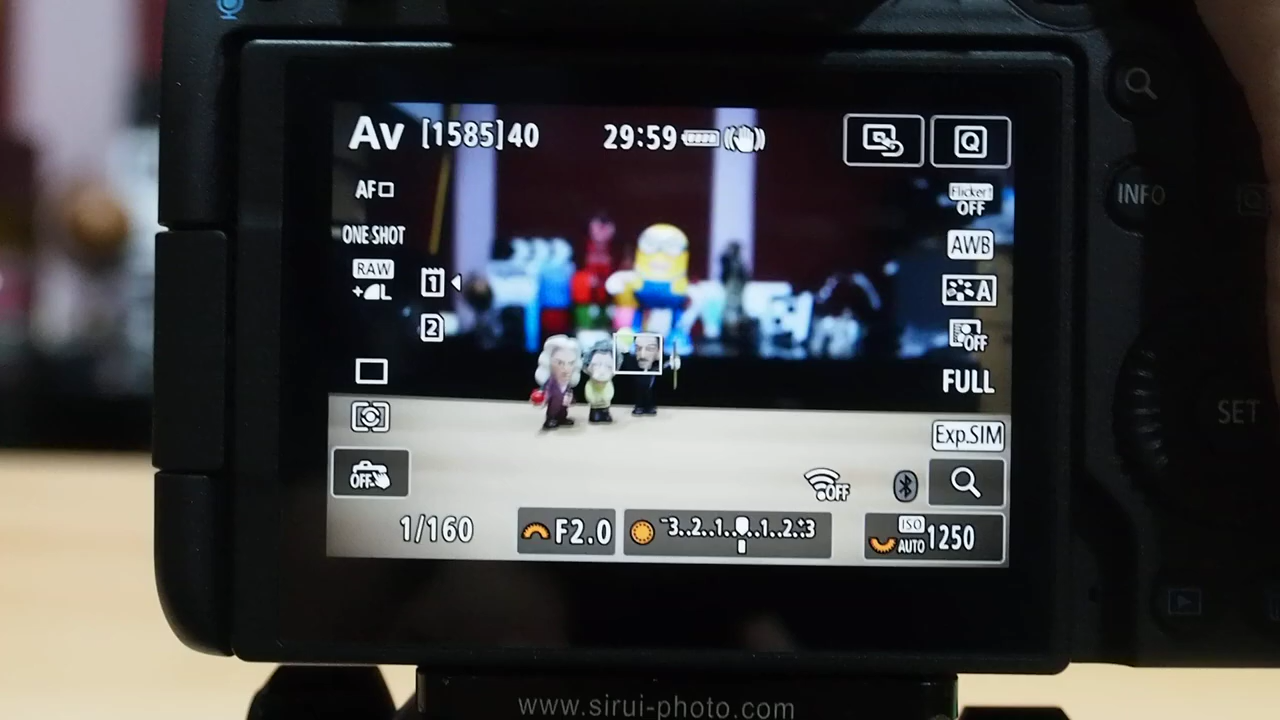 Av [1585]40 29:59 Q
AF
Flicker!
OFF
INFO
ONE SHOT
AWB
RAW
+L
1
A
2
OFF
FULL
SET
Exp.SIM
OFF
OFF
1/160 F2.0 -3..2..1..0..1..2..+3 ISO AUTO 1250
www.sirui-photo.com